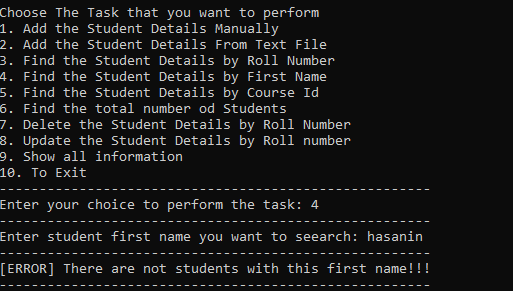 Choose The Task that you want to perform
1. Add the Student Details Manually
2. Add the Student Details From Text File
3. Find the Student Details by Roll Number
4. Find the Student Details by First Name
5. Find the Student Details by Course Id
6. Find the total number od Students
7. Delete the Student Details by Roll Number
8. Update the Student Details by Roll number
9. Show all information
10. To Exit
------------------------------------------------------
Enter your choice to perform the task: 4
------------------------------------------------------
Enter student first name you want to seearch: hasanin
------------------------------------------------------
[ERROR] There are not students with this first name!!!
------------------------------------------------------